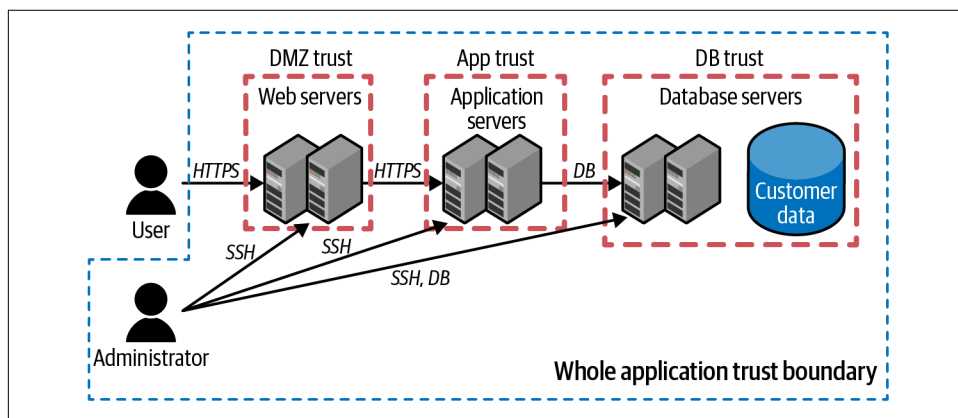 DMZ trust
App trust
DB trust
Web servers
Application
servers
Database servers
HTTPS
HTTPS
DB
Customer
data
User
SSH
SSH
SSH, DB
Administrator
Whole application trust boundary